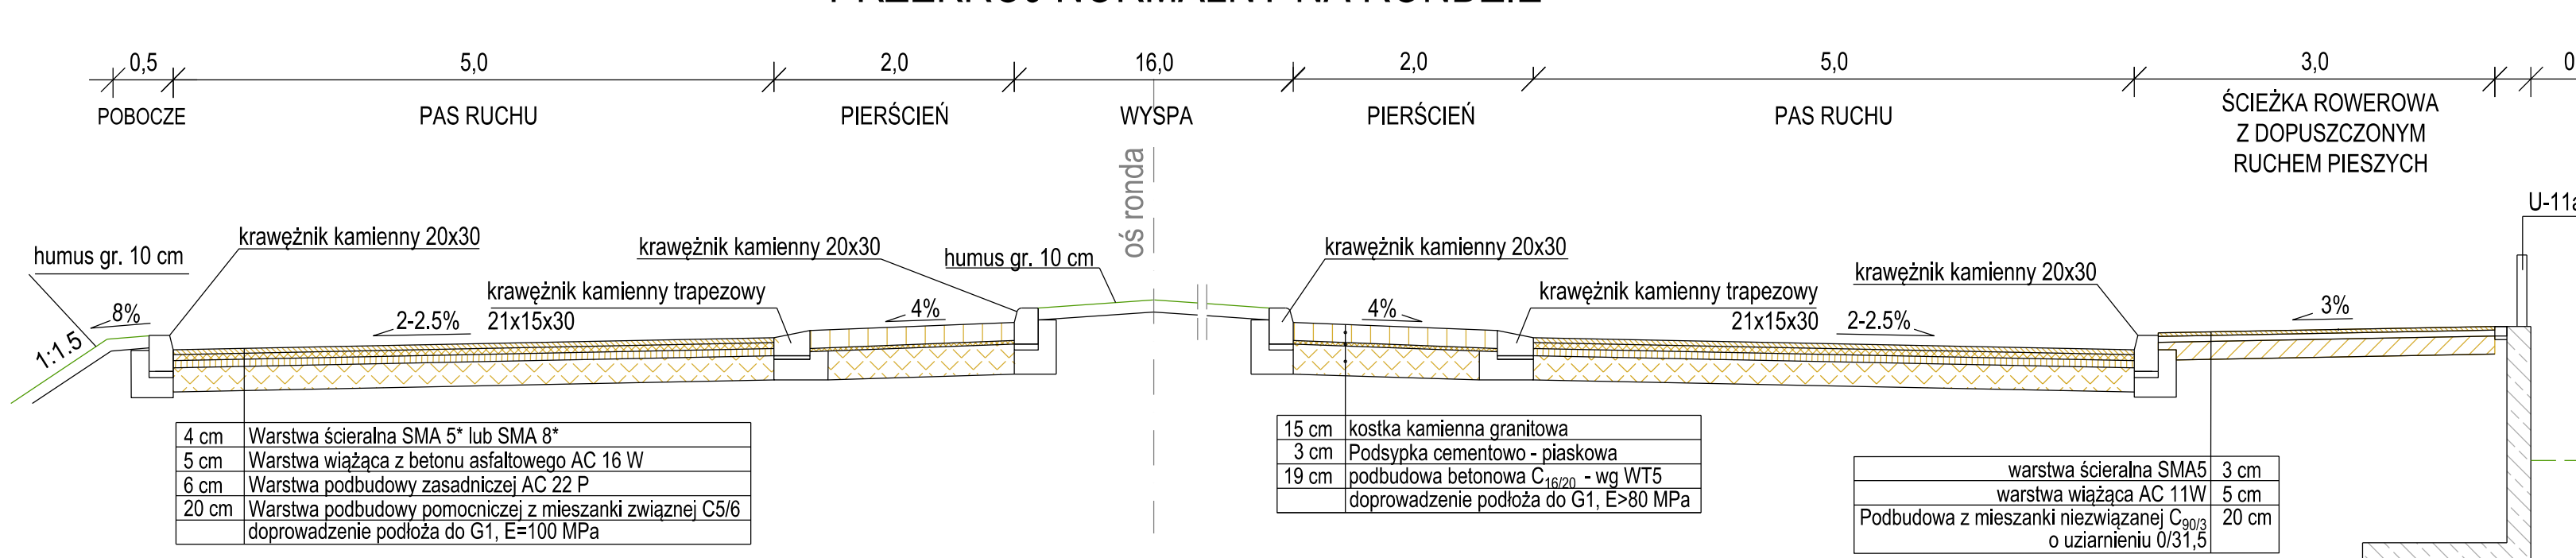 PRZEKRÓJ NORMALNY NA RONDZIE
0,5 5,0 2,0 16,0 2,0 5,0 3,0 0
POBOCZE PAS RUCHU PIERŚCIEŃ WYSPA PIERŚCIEŃ PAS RUCHU ŚCIEŻKA ROWEROWA
Z DOPUSZCZONYM
RUCHEM PIESZYCH
oś ronda
U-11a
humus gr. 10 cm
krawężnik kamienny 20x30
krawężnik kamienny 20x30
humus gr. 10 cm
krawężnik kamienny 20x30
krawężnik kamienny 20x30
krawężnik kamienny trapezowy
21x15x30
krawężnik kamienny trapezowy
21x15x30
1:1.5
8%
2-2.5%
4%
4%
2-2.5%
3%
4 cm Warstwa ścieralna SMA 5* lub SMA 8*
5 cm Warstwa wiążąca z betonu asfaltowego AC 16 W
6 cm Warstwa podbudowy zasadniczej AC 22 P
20 cm Warstwa podbudowy pomocniczej z mieszanki związnej C5/6
doprowadzenie podłoża do G1, E=100 MPa
15 cm kostka kamienna granitowa
3 cm Podsypka cementowo - piaskowa
19 cm podbudowa betonowa C16/20 - wg WT5
doprowadzenie podłoża do G1, E>80 MPa
warstwa ścieralna SMA5 3 cm
warstwa wiążąca AC 11W 5 cm
Podbudowa z mieszanki niezwiązanej C90/3 20 cm
o uziarnieniu 0/31,5